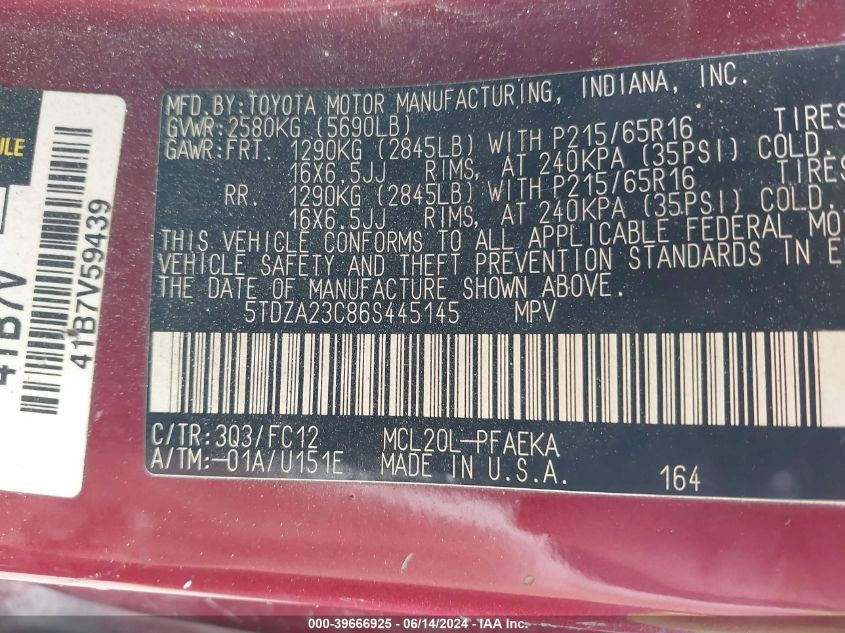 MFD. BY: TOYOTA MOTOR MANUFACTURING, INDIANA, INC.
GVWR: 2580KG (5690LB)
GAWR: FRT. 1290KG (2845LB) WITH P215/65R16 TIRES
16X6.5JJ RIMS, AT 240KPA (35PSI) COLD.
RR. 1290KG (2845LB) WITH P215/65R16 TIRES
16X6.5JJ RIMS, AT 240KPA (35PSI) COLD.
THIS VEHICLE CONFORMS TO ALL APPLICABLE FEDERAL MO
VEHICLE SAFETY AND THEFT PREVENTION STANDARDS IN E
THE DATE OF MANUFACTURE SHOWN ABOVE.
5TDZA23C86S445145 MPV
C/TR: 3Q3/FC12 MCL20L-PFAEKA
A/TM: -01A/U151E MADE IN U.S.A. 164
ULE
41B7V
41B7V59439
000-39666925 - 06/14/2024 - IAA Inc.